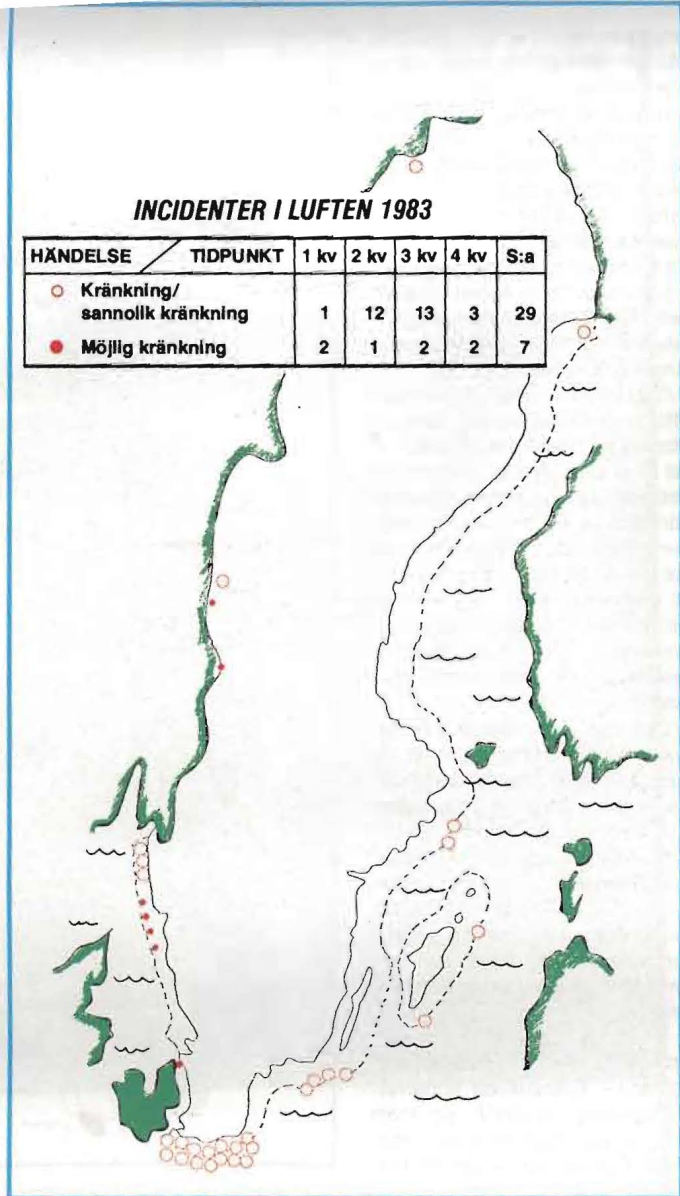 INCIDENTER I LUFTEN 1983
HÄNDELSE / TIDPUNKT 1 kv 2 kv 3 kv 4 kv S:a
Kränkning/
sannolik kränkning 1 12 13 3 29
Möjlig kränkning 2 1 2 2 7